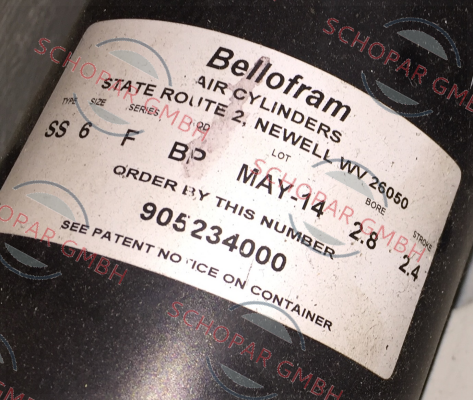 Bellofram
AIR CYLINDERS
STATE ROUTE 2, NEWELL WV 26050
TYPE SIZE SERIES LOT BORE STROKE
SS 6 F BP MAY-14 2.8 2.4
ORDER BY THIS NUMBER
905234000
SEE PATENT NOTICE ON CONTAINER
SCHOPAR GMBH
SCHOPAR GMBH
SCHOPAR GMBH
SCHOPAR GMBH
SCHOPAR GMBH